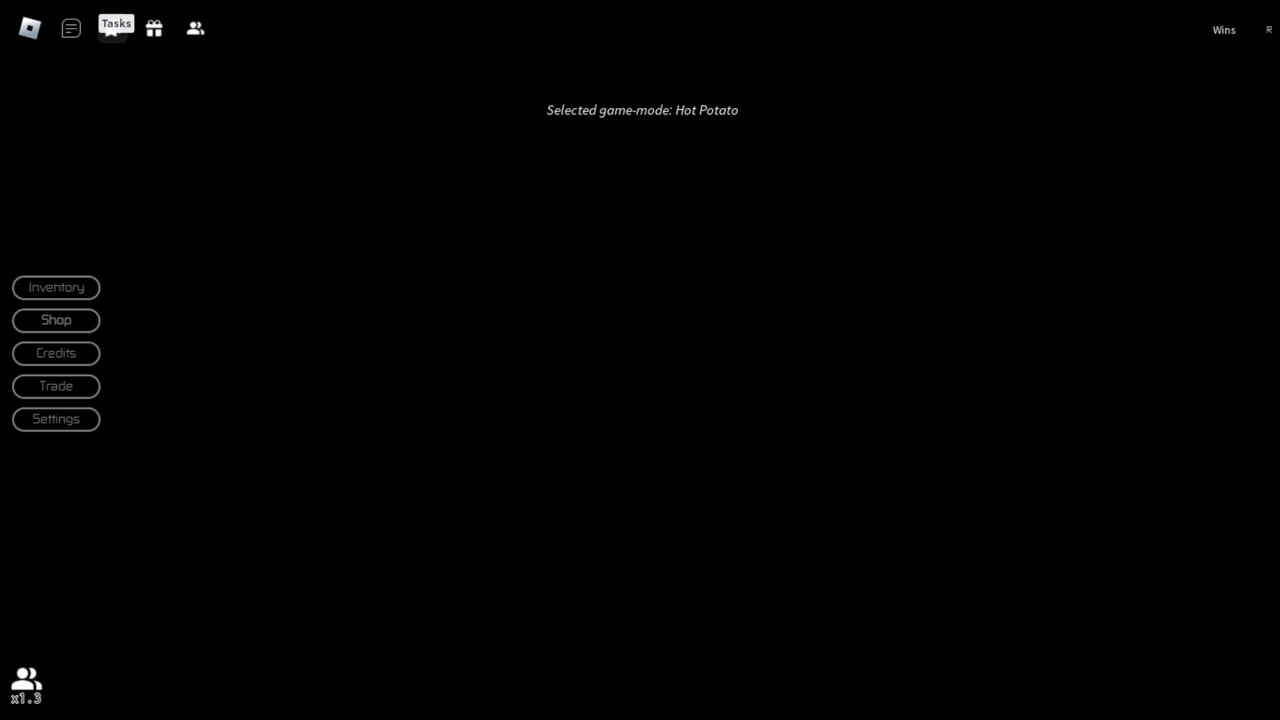 Tasks
Wins
R
Selected game-mode: Hot Potato
Inventory
Shop
Credits
Trade
Settings
x1.3